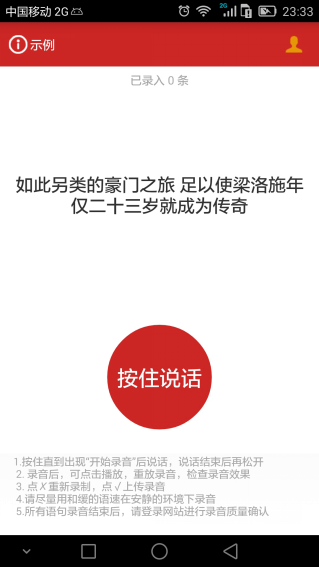 中国移动 2G 2G 23:33
示例
已录入 0 条
如此另类的豪门之旅 足以使梁洛施年
仅二十三岁就成为传奇
按住说话
1.按住直到出现“开始录音”后说话，说话结束后再松开
2. 录音后，可点击播放，重放录音，检查录音效果
3. 点✗重新录制，点√上传录音
4.请尽量用和缓的语速在安静的环境下录音
5.所有语句录音结束后，请登录网站进行录音质量确认